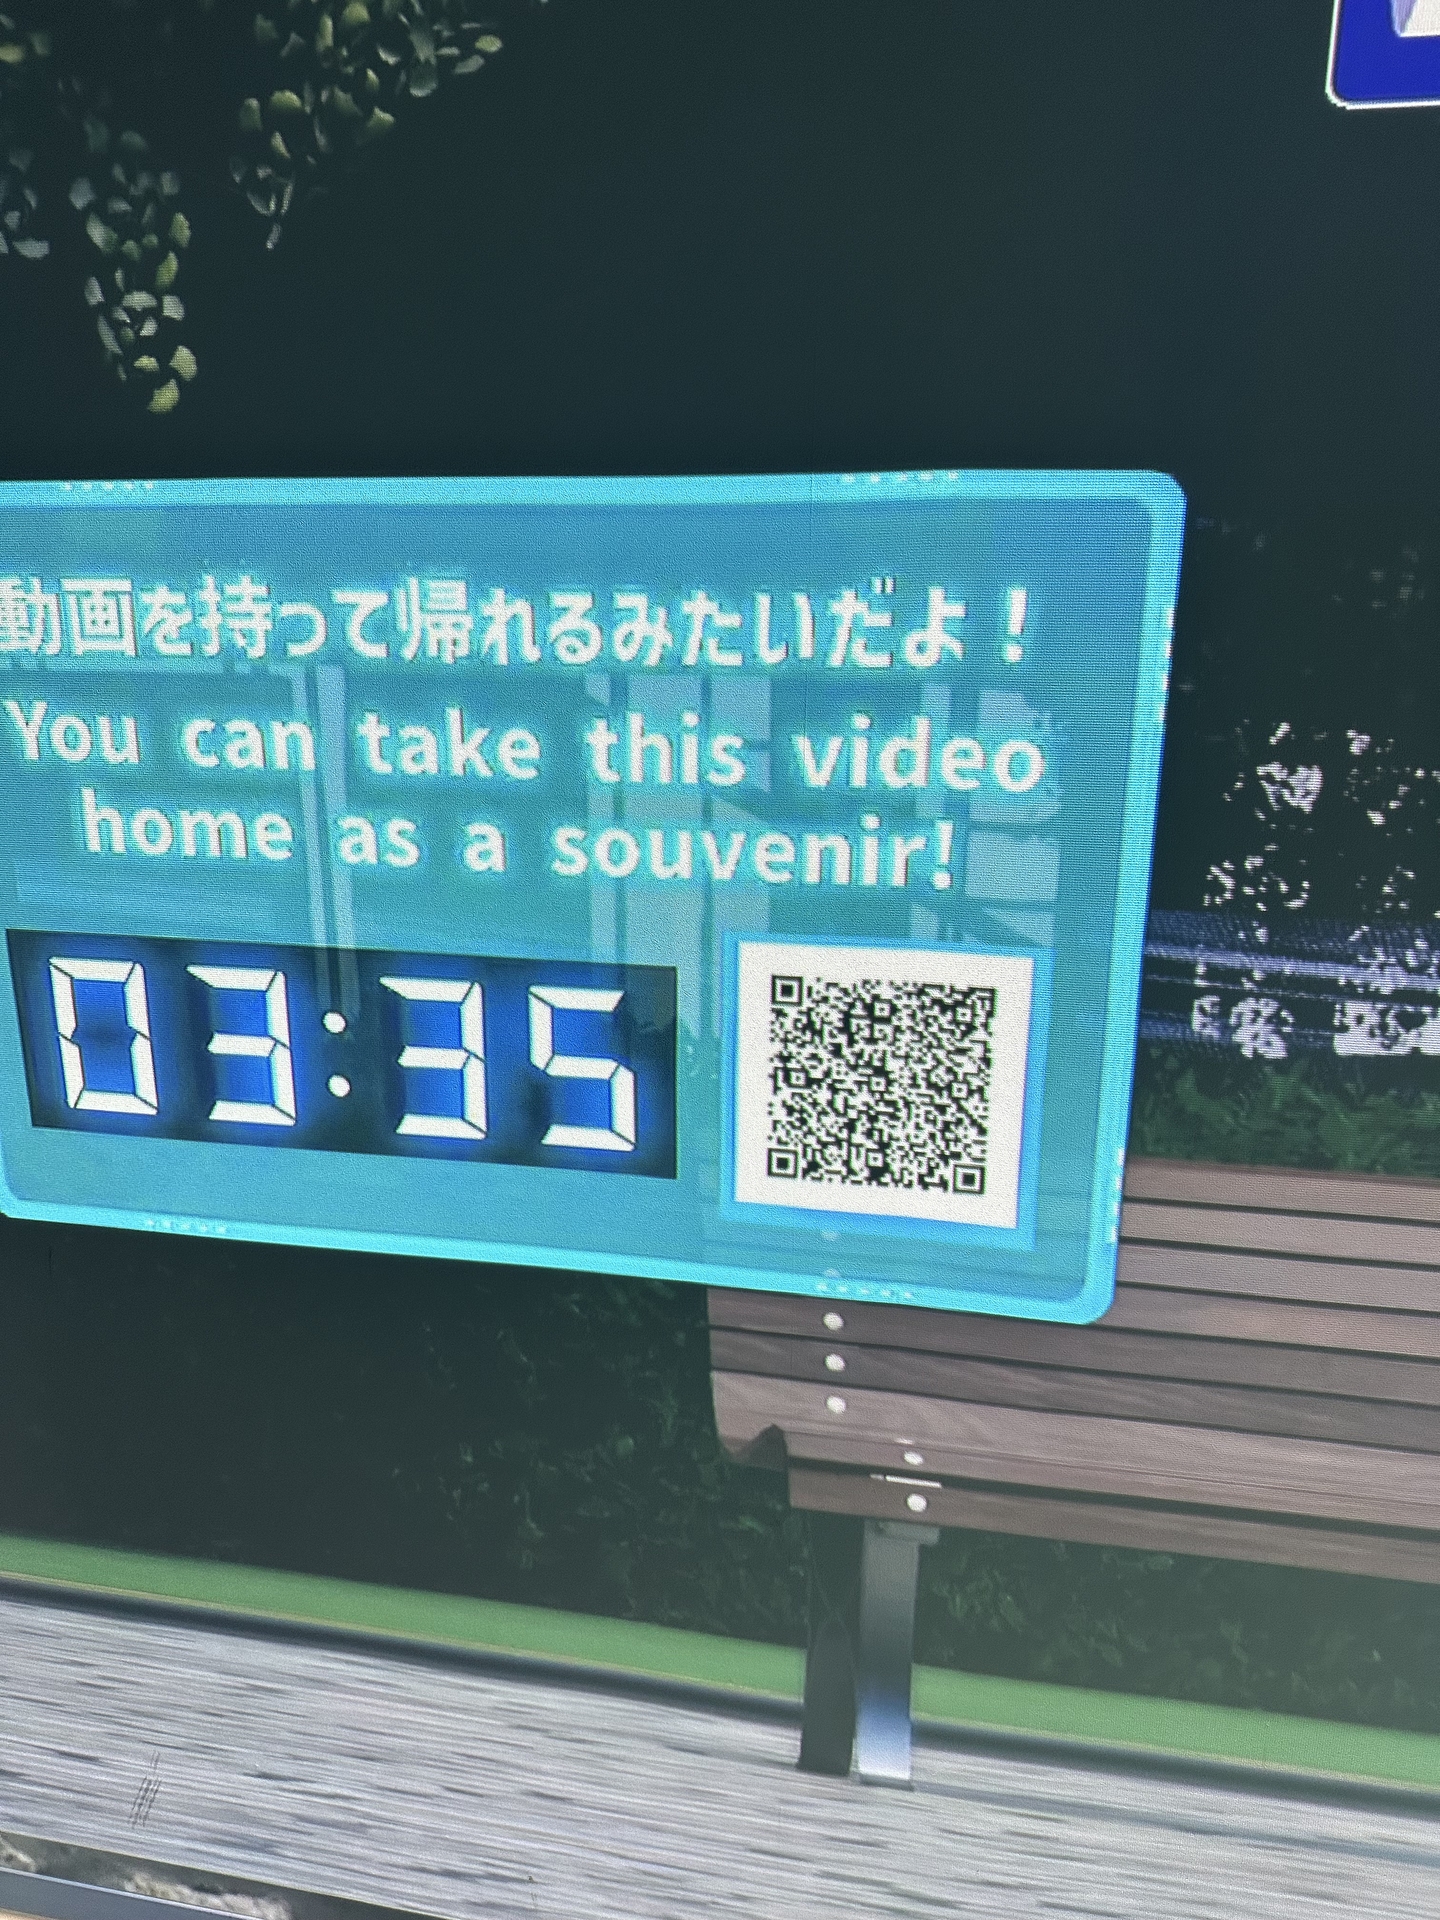 動画を持って帰れるみたいだよ！
You can take this video
home as a souvenir!
03:35